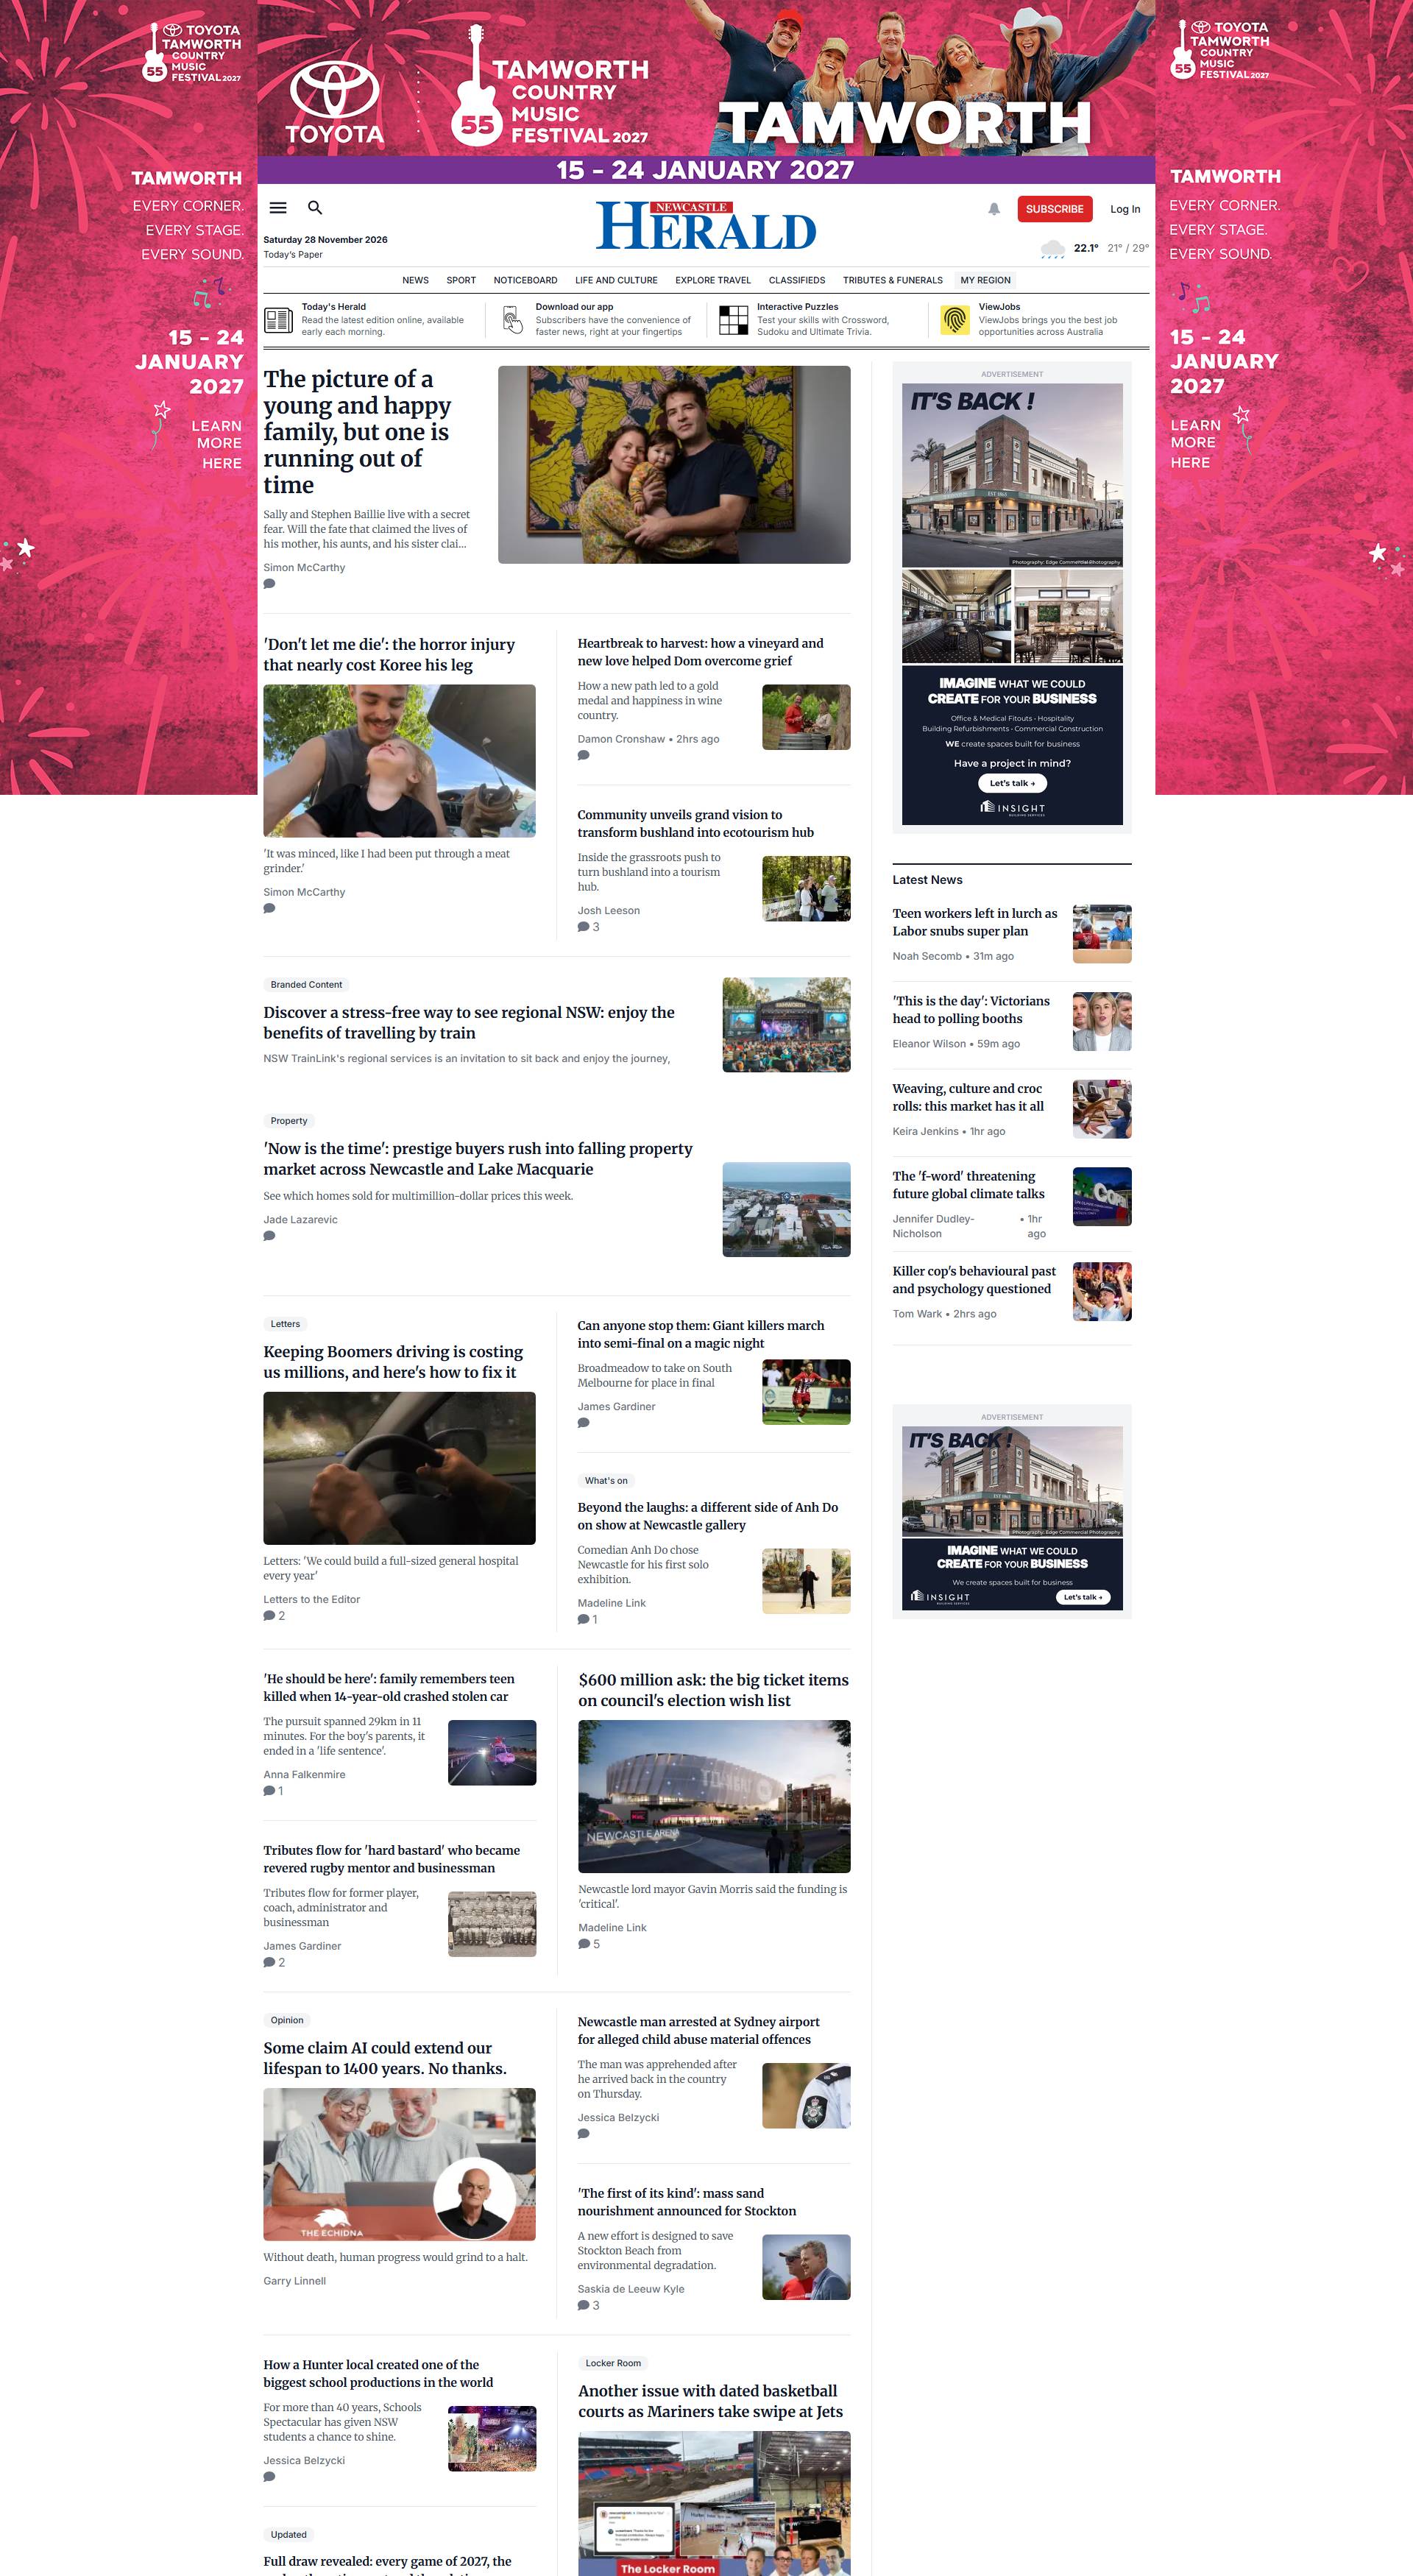 TOYOTA
TAMWORTH
COUNTRY
MUSIC
FESTIVAL 2027
55
TAMWORTH
EVERY CORNER.
EVERY STAGE.
EVERY SOUND.
15 - 24
JANUARY
2027
LEARN
MORE
HERE
TOYOTA
55
TAMWORTH
COUNTRY
MUSIC
FESTIVAL 2027
TAMWORTH
15 - 24 JANUARY 2027
TOYOTA
TAMWORTH
COUNTRY
MUSIC
FESTIVAL 2027
55
TAMWORTH
EVERY CORNER.
EVERY STAGE.
EVERY SOUND.
15 - 24
JANUARY
2027
LEARN
MORE
HERE
NEWCASTLE
HERALD
SUBSCRIBE
Log In
Saturday 28 November 2026
Today's Paper
22.1° 21° / 29°
NEWS SPORT NOTICEBOARD LIFE AND CULTURE EXPLORE TRAVEL CLASSIFIEDS TRIBUTES & FUNERALS MY REGION
Today's Herald
Read the latest edition online, available
early each morning.
Download our app
Subscribers have the convenience of
faster news, right at your fingertips
Interactive Puzzles
Test your skills with Crossword,
Sudoku and Ultimate Trivia.
ViewJobs
ViewJobs brings you the best job
opportunities across Australia
The picture of a
young and happy
family, but one is
running out of
time
Sally and Stephen Baillie live with a secret
fear. Will the fate that claimed the lives of
his mother, his aunts, and his sister clai...
Simon McCarthy
'Don't let me die': the horror injury
that nearly cost Koree his leg
'It was minced, like I had been put through a meat
grinder.'
Simon McCarthy
Heartbreak to harvest: how a vineyard and
new love helped Dom overcome grief
How a new path led to a gold
medal and happiness in wine
country.
Damon Cronshaw • 2hrs ago
Community unveils grand vision to
transform bushland into ecotourism hub
Inside the grassroots push to
turn bushland into a tourism
hub.
Josh Leeson
3
Branded Content
Discover a stress-free way to see regional NSW: enjoy the
benefits of travelling by train
NSW TrainLink's regional services is an invitation to sit back and enjoy the journey,
Property
'Now is the time': prestige buyers rush into falling property
market across Newcastle and Lake Macquarie
See which homes sold for multimillion-dollar prices this week.
Jade Lazarevic
Letters
Keeping Boomers driving is costing
us millions, and here's how to fix it
Letters: 'We could build a full-sized general hospital
every year'
Letters to the Editor
2
Can anyone stop them: Giant killers march
into semi-final on a magic night
Broadmeadow to take on South
Melbourne for place in final
James Gardiner
What's on
Beyond the laughs: a different side of Anh Do
on show at Newcastle gallery
Comedian Anh Do chose
Newcastle for his first solo
exhibition.
Madeline Link
1
'He should be here': family remembers teen
killed when 14-year-old crashed stolen car
The pursuit spanned 29km in 11
minutes. For the boy's parents, it
ended in a 'life sentence'.
Anna Falkenmire
1
Tributes flow for 'hard bastard' who became
revered rugby mentor and businessman
Tributes flow for former player,
coach, administrator and
businessman
James Gardiner
2
$600 million ask: the big ticket items
on council's election wish list
NEWCASTLE ARENA
Newcastle lord mayor Gavin Morris said the funding is
'critical'.
Madeline Link
5
Opinion
Some claim AI could extend our
lifespan to 1400 years. No thanks.
THE ECHIDNA
Without death, human progress would grind to a halt.
Garry Linnell
Newcastle man arrested at Sydney airport
for alleged child abuse material offences
The man was apprehended after
he arrived back in the country
on Thursday.
Jessica Belzycki
'The first of its kind': mass sand
nourishment announced for Stockton
A new effort is designed to save
Stockton Beach from
environmental degradation.
Saskia de Leeuw Kyle
3
How a Hunter local created one of the
biggest school productions in the world
For more than 40 years, Schools
Spectacular has given NSW
students a chance to shine.
Jessica Belzycki
Updated
Full draw revealed: every game of 2027, the
Locker Room
Another issue with dated basketball
courts as Mariners take swipe at Jets
The Locker Room
ADVERTISEMENT
IT'S BACK !
EST 1865
Photography: Edge Commercial Photography
IMAGINE WHAT WE COULD
CREATE FOR YOUR BUSINESS
Office & Medical Fitouts • Hospitality
Building Refurbishments • Commercial Construction
WE create spaces built for business
Have a project in mind?
Let's talk →
INSIGHT
BUILDING SERVICES
Latest News
Teen workers left in lurch as
Labor snubs super plan
Noah Secomb • 31m ago
'This is the day': Victorians
head to polling booths
Eleanor Wilson • 59m ago
Weaving, culture and croc
rolls: this market has it all
Keira Jenkins • 1hr ago
The 'f-word' threatening
future global climate talks
Jennifer Dudley-
Nicholson
• 1hr
ago
Killer cop's behavioural past
and psychology questioned
Tom Wark • 2hrs ago
ADVERTISEMENT
IT'S BACK !
Photography: Edge Commercial Photography
IMAGINE WHAT WE COULD
CREATE FOR YOUR BUSINESS
We create spaces built for business
INSIGHT
BUILDING SERVICES
Let's talk →